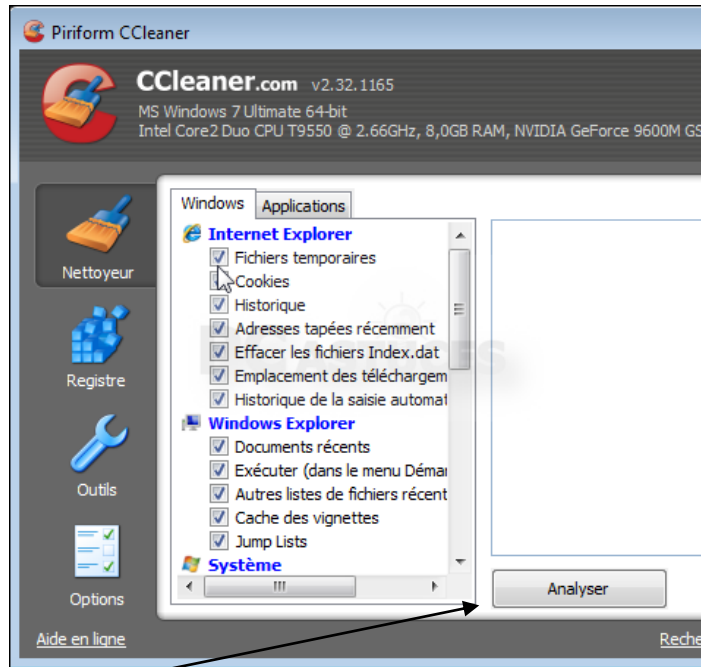 Piriform CCleaner
CCleaner.com v2.32.1165
MS Windows 7 Ultimate 64-bit
Intel Core2 Duo CPU T9550 @ 2.66GHz, 8,0GB RAM, NVIDIA GeForce 9600M GS
Windows
Applications
Internet Explorer
Fichiers temporaires
Cookies
Historique
Adresses tapées récemment
Effacer les fichiers Index.dat
Emplacement des téléchargem
Historique de la saisie automat
Windows Explorer
Documents récents
Exécuter (dans le menu Démar
Autres listes de fichiers récent
Cache des vignettes
Jump Lists
Système
Nettoyeur
Registre
Outils
Options
Analyser
Aide en ligne
Reche